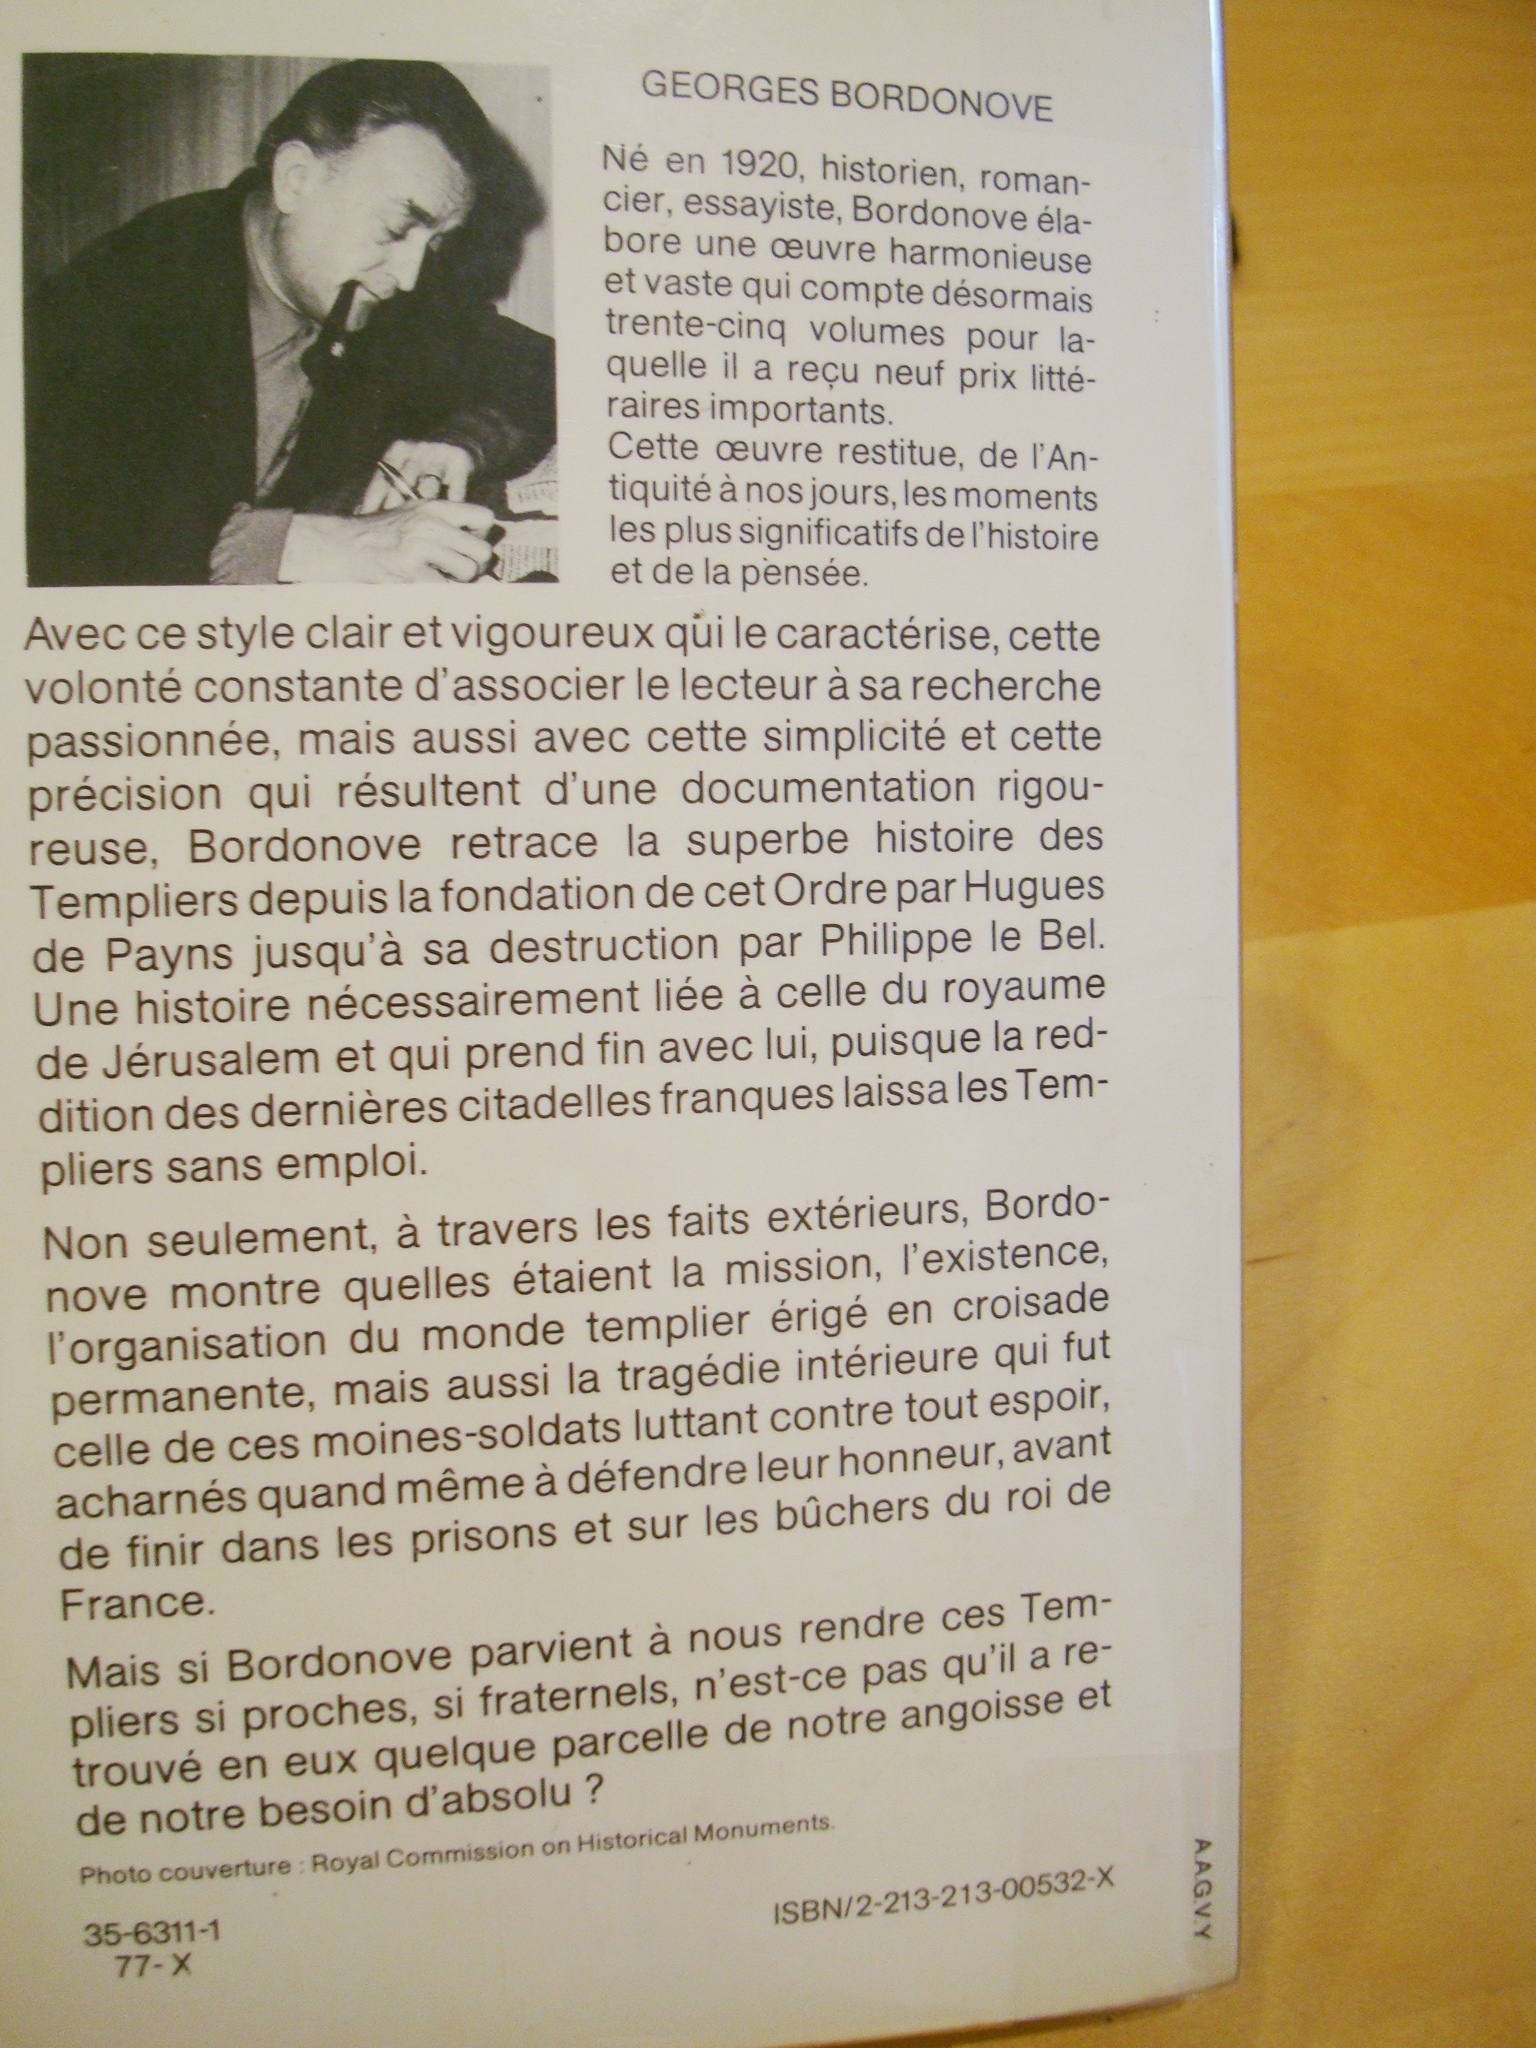 GEORGES BORDONOVE
Né en 1920, historien, roman-
cier, essayiste, Bordonove éla-
bore une œuvre harmonieuse
et vaste qui compte désormais
trente-cinq volumes pour la-
quelle il a reçu neuf prix litté-
raires importants.
Cette œuvre restitue, de l'An-
tiquité à nos jours, les moments
les plus significatifs de l'histoire
et de la pensée.
Avec ce style clair et vigoureux qui le caractérise, cette
volonté constante d'associer le lecteur à sa recherche
passionnée, mais aussi avec cette simplicité et cette
précision qui résultent d'une documentation rigou-
reuse, Bordonove retrace la superbe histoire des
Templiers depuis la fondation de cet Ordre par Hugues
de Payns jusqu'à sa destruction par Philippe le Bel.
Une histoire nécessairement liée à celle du royaume
de Jérusalem et qui prend fin avec lui, puisque la red-
dition des dernières citadelles franques laissa les Tem-
pliers sans emploi.
Non seulement, à travers les faits extérieurs, Bordo-
nove montre quelles étaient la mission, l'existence,
l'organisation du monde templier érigé en croisade
permanente, mais aussi la tragédie intérieure qui fut
celle de ces moines-soldats luttant contre tout espoir,
acharnés quand même à défendre leur honneur, avant
de finir dans les prisons et sur les bûchers du roi de
France.
Mais si Bordonove parvient à nous rendre ces Tem-
pliers si proches, si fraternels, n'est-ce pas qu'il a re-
trouvé en eux quelque parcelle de notre angoisse et
de notre besoin d'absolu ?
Photo couverture : Royal Commission on Historical Monuments.
35-6311-1
77- X
ISBN/2-213-213-00532-X
A.A.G.V.Y